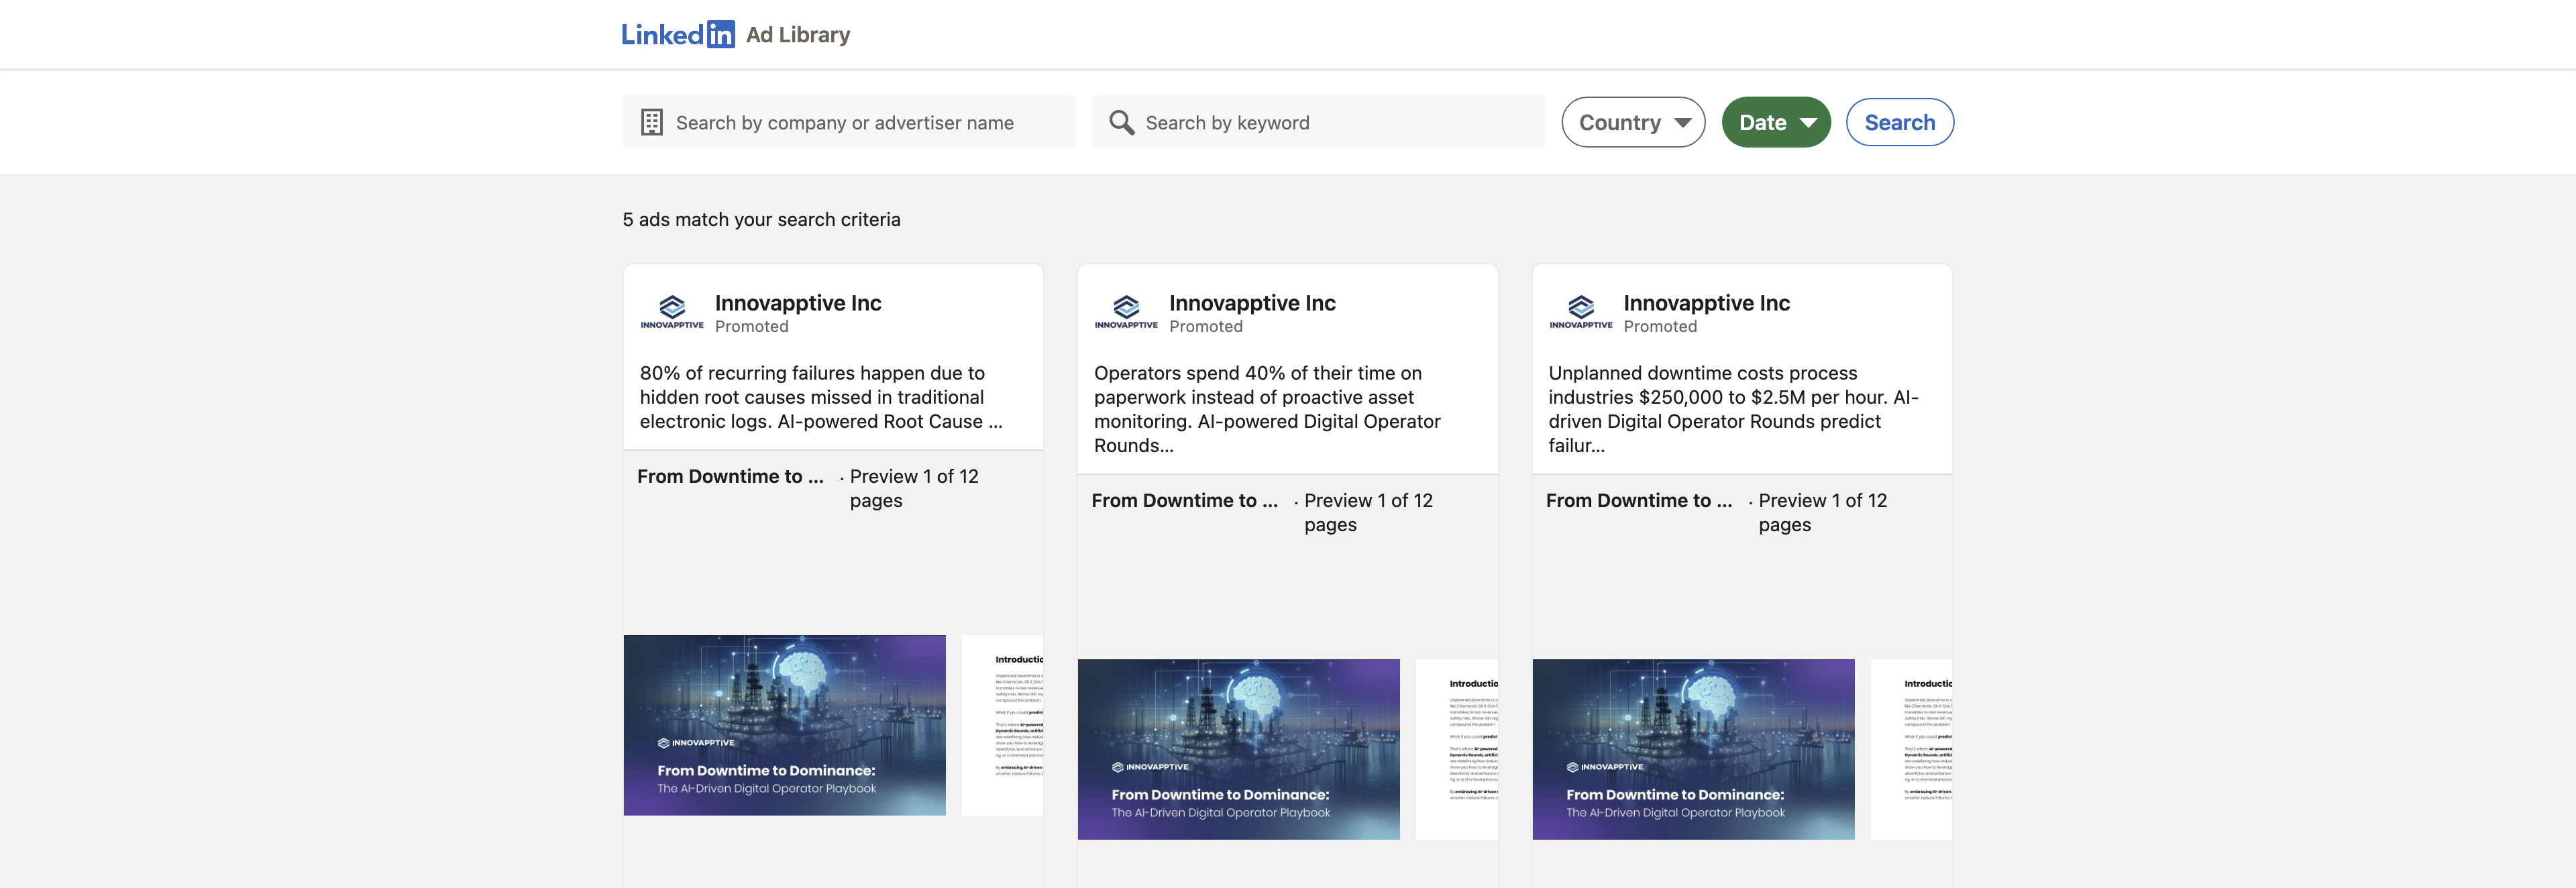 Linked in Ad Library
Search by company or advertiser name
Search by keyword
Country
Date
Search
5 ads match your search criteria
INNOVAPPTIVE
Innovapptive Inc
Promoted
80% of recurring failures happen due to
hidden root causes missed in traditional
electronic logs. AI-powered Root Cause ...
From Downtime to ... · Preview 1 of 12
pages
INNOVAPPTIVE
From Downtime to Dominance:
The AI-Driven Digital Operator Playbook
Introductio
INNOVAPPTIVE
Innovapptive Inc
Promoted
Operators spend 40% of their time on
paperwork instead of proactive asset
monitoring. AI-powered Digital Operator
Rounds...
From Downtime to ... · Preview 1 of 12
pages
INNOVAPPTIVE
From Downtime to Dominance:
The AI-Driven Digital Operator Playbook
Introductio
INNOVAPPTIVE
Innovapptive Inc
Promoted
Unplanned downtime costs process
industries $250,000 to $2.5M per hour. AI-
driven Digital Operator Rounds predict
failur...
From Downtime to ... · Preview 1 of 12
pages
INNOVAPPTIVE
From Downtime to Dominance:
The AI-Driven Digital Operator Playbook
Introductio